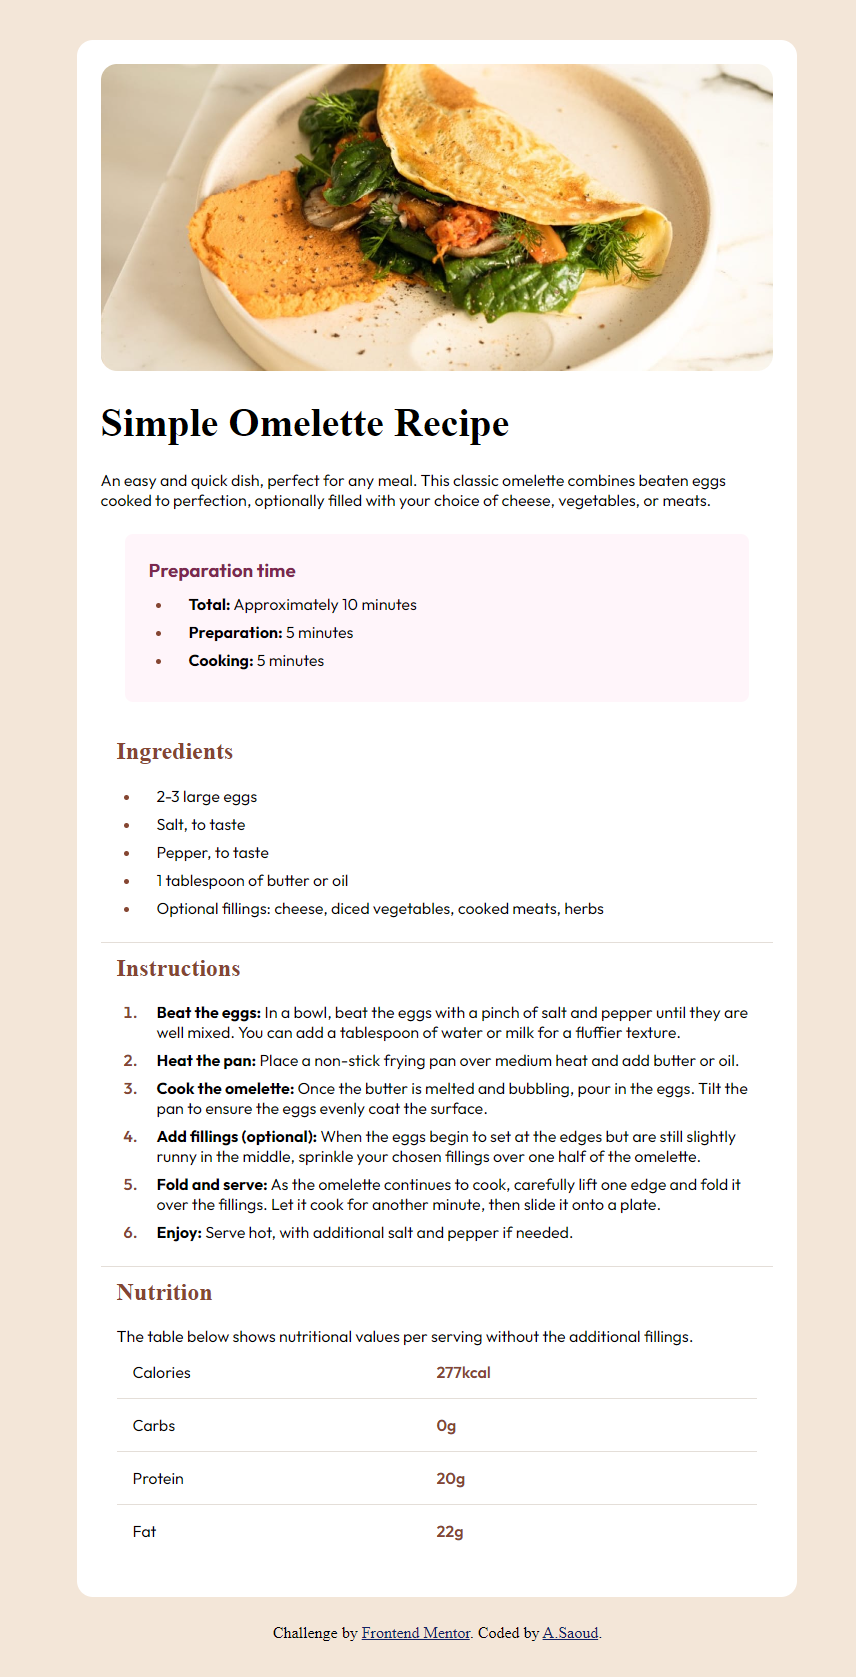 Simple Omelette Recipe
An easy and quick dish, perfect for any meal. This classic omelette combines beaten eggs
cooked to perfection, optionally filled with your choice of cheese, vegetables, or meats.
Preparation time
• Total: Approximately 10 minutes
• Preparation: 5 minutes
• Cooking: 5 minutes
Ingredients
• 2-3 large eggs
• Salt, to taste
• Pepper, to taste
• 1 tablespoon of butter or oil
• Optional fillings: cheese, diced vegetables, cooked meats, herbs
Instructions
1. Beat the eggs: In a bowl, beat the eggs with a pinch of salt and pepper until they are
well mixed. You can add a tablespoon of water or milk for a fluffier texture.
2. Heat the pan: Place a non-stick frying pan over medium heat and add butter or oil.
3. Cook the omelette: Once the butter is melted and bubbling, pour in the eggs. Tilt the
pan to ensure the eggs evenly coat the surface.
4. Add fillings (optional): When the eggs begin to set at the edges but are still slightly
runny in the middle, sprinkle your chosen fillings over one half of the omelette.
5. Fold and serve: As the omelette continues to cook, carefully lift one edge and fold it
over the fillings. Let it cook for another minute, then slide it onto a plate.
6. Enjoy: Serve hot, with additional salt and pepper if needed.
Nutrition
The table below shows nutritional values per serving without the additional fillings.
Calories 277kcal
Carbs 0g
Protein 20g
Fat 22g
Challenge by Frontend Mentor. Coded by A.Saoud.